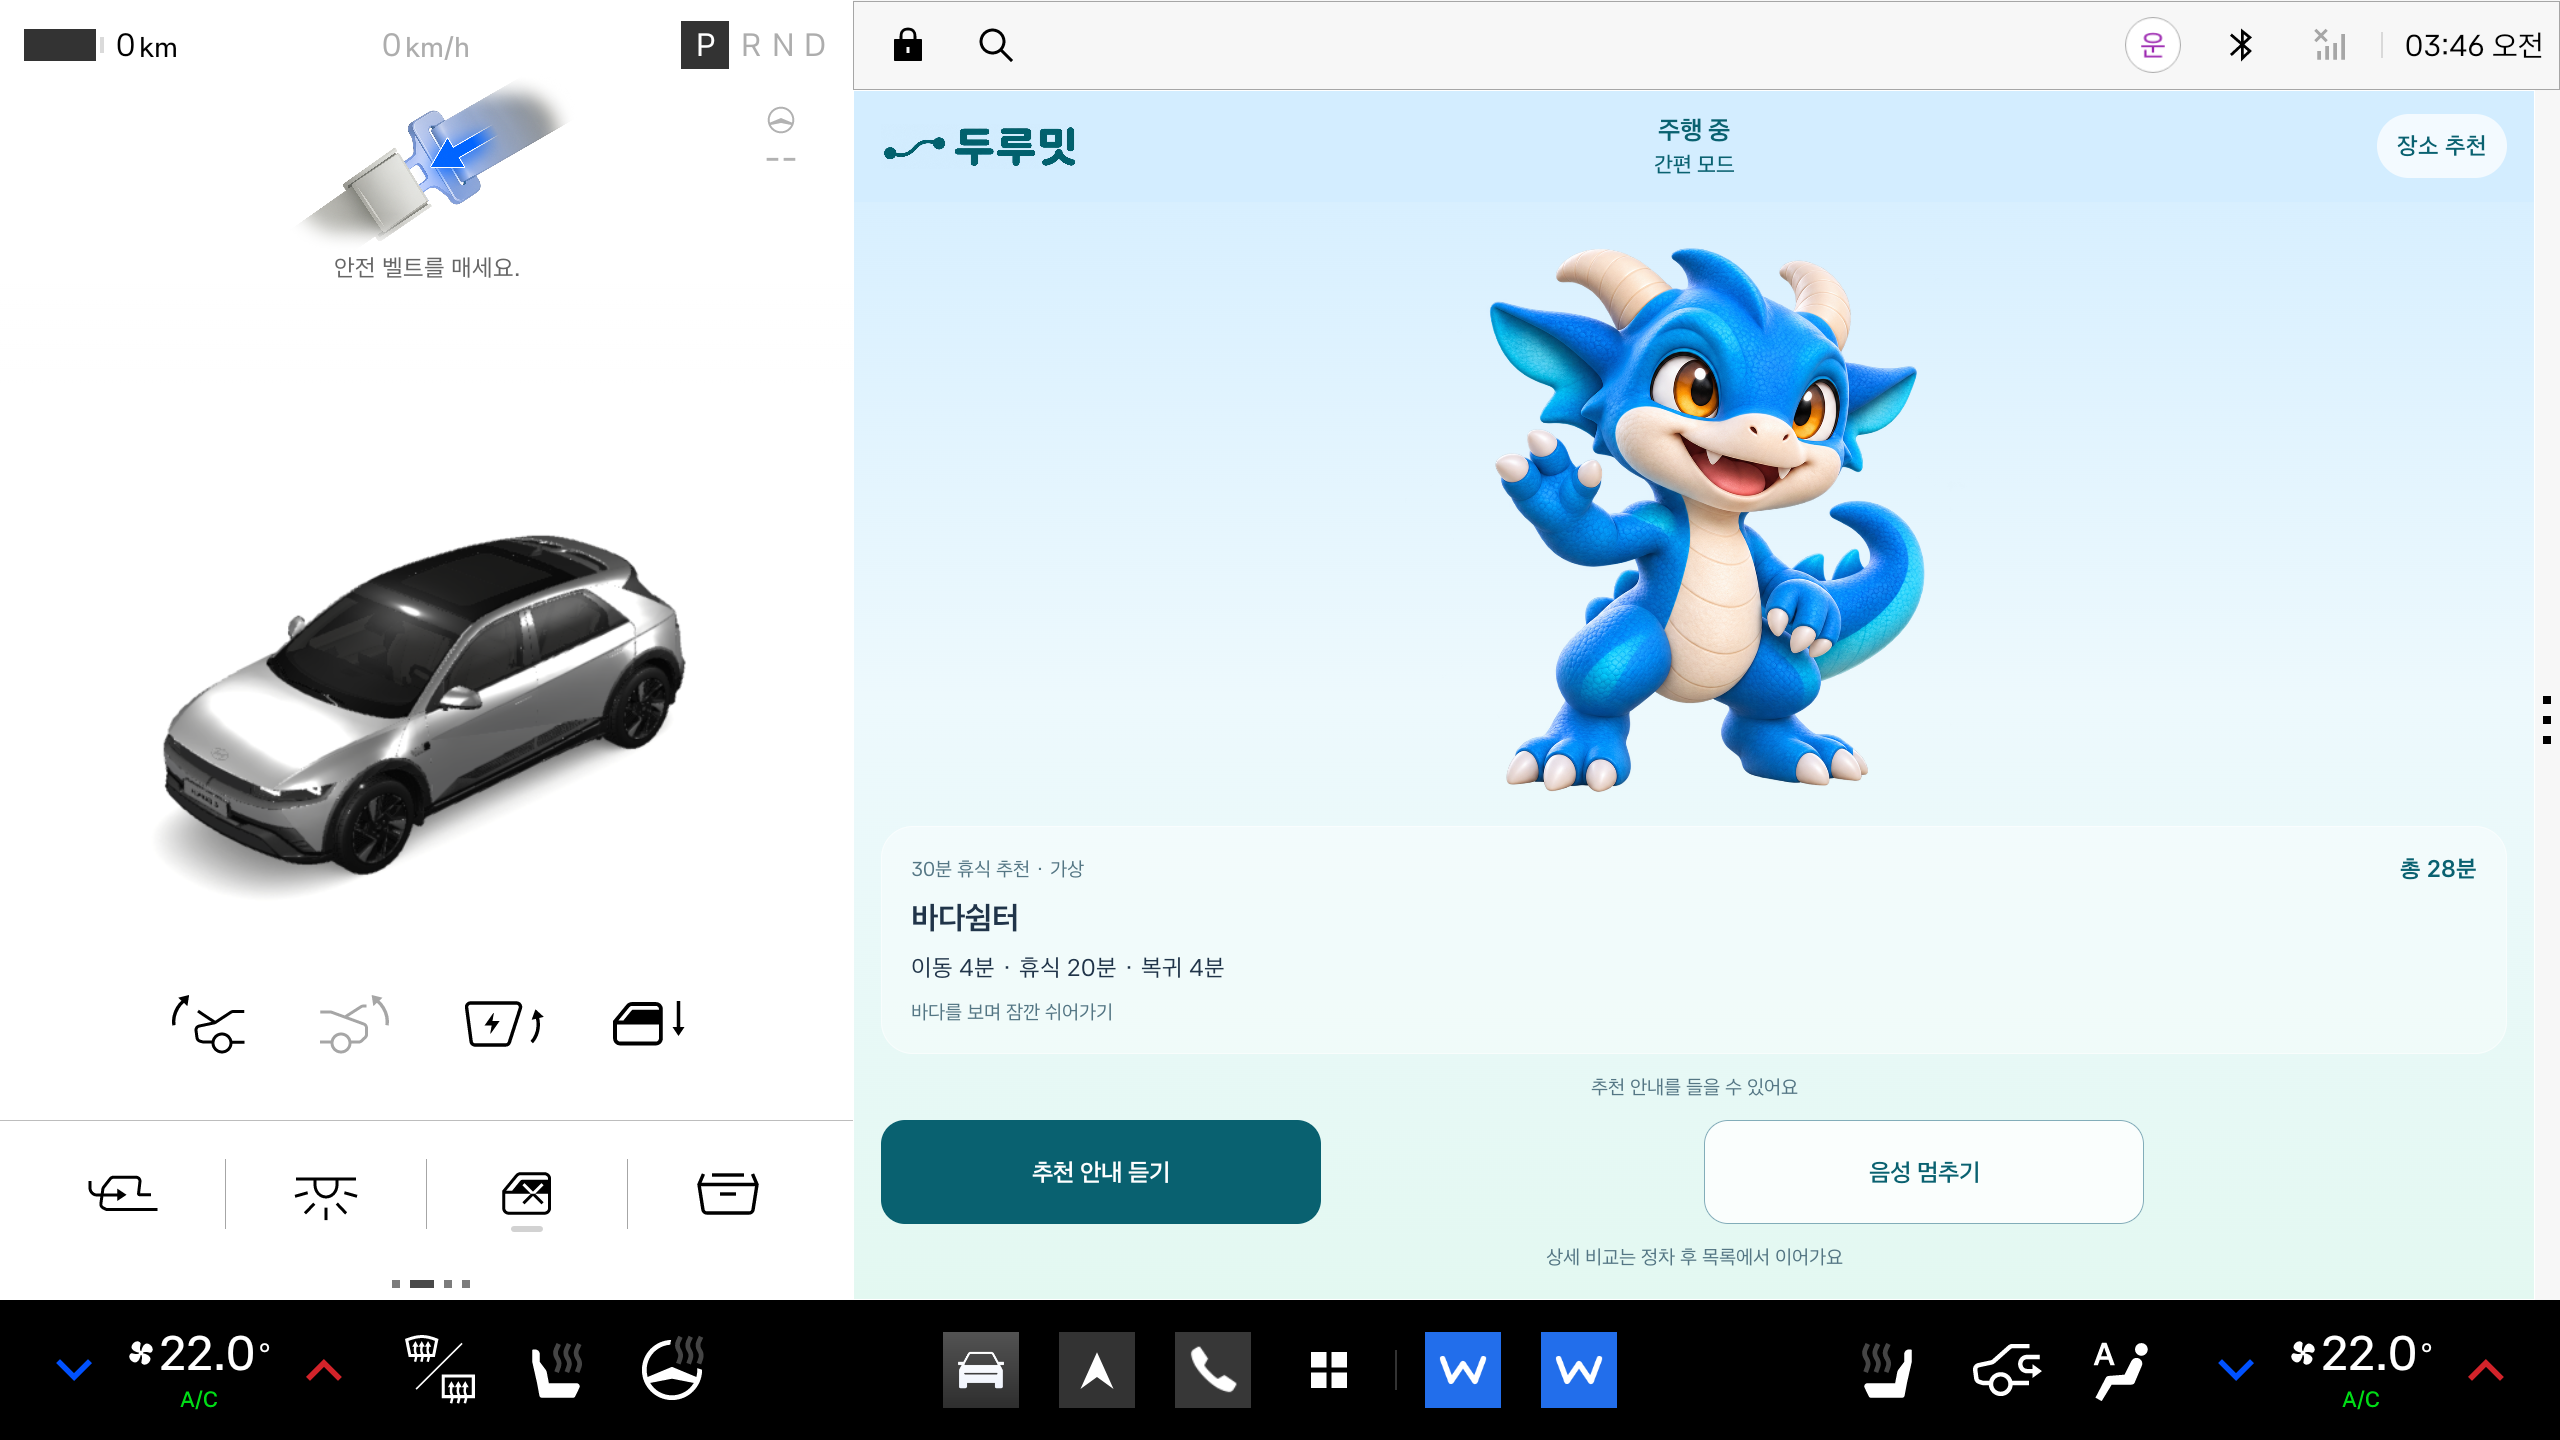 0 km
0 km/h
P R N D
운
03:46 오전
안전 벨트를 매세요.
두루밋
주행 중
간편 모드
장소 추천
30분 휴식 추천 · 가상
총 28분
바다쉼터
이동 4분 · 휴식 20분 · 복귀 4분
바다를 보며 잠깐 쉬어가기
추천 안내를 들을 수 있어요
추천 안내 듣기
음성 멈추기
상세 비교는 정차 후 목록에서 이어가요
22.0°
A/C
A
22.0°
A/C